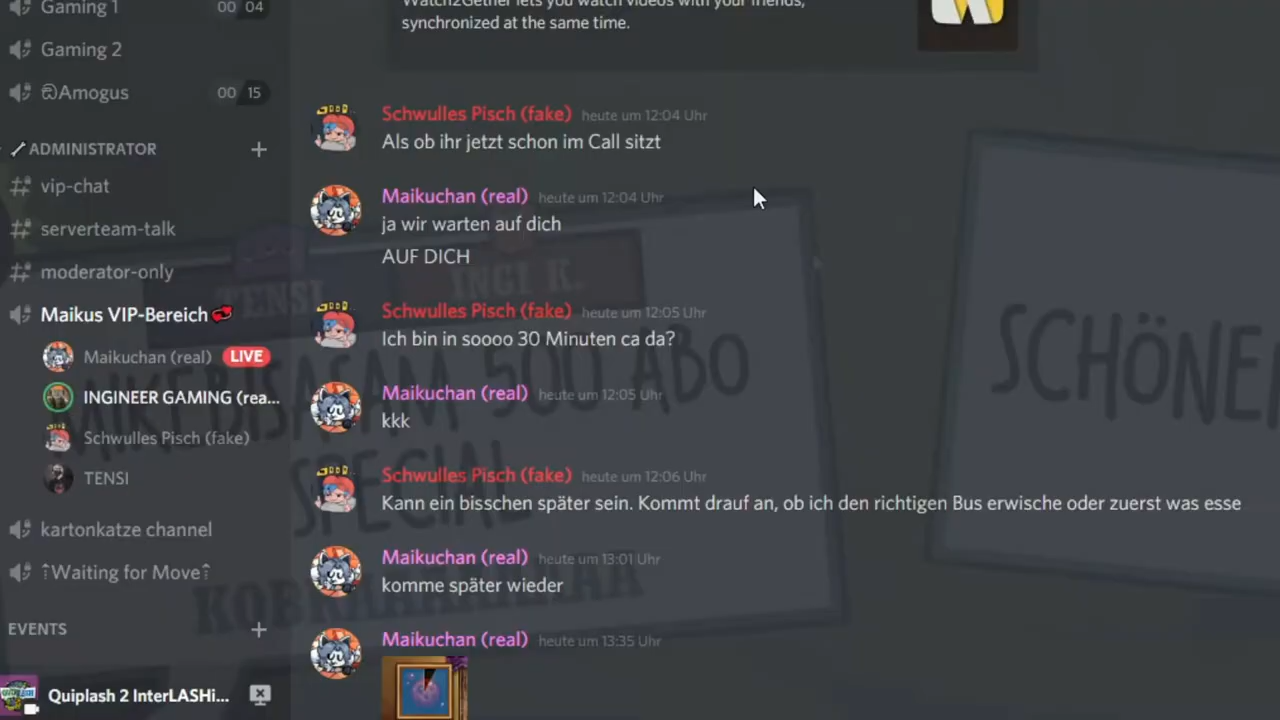 Gaming 1 00 04
Gaming 2
ඞAmogus 00 15
ADMINISTRATOR +
vip-chat
serverteam-talk
moderator-only
Maikus VIP-Bereich
Maikuchan (real) LIVE
INGINEER GAMING (rea...
Schwulles Pisch (fake)
TENSI
kartonkatze channel
⇡Waiting for Move⇡
EVENTS +
Quiplash 2 InterLASHi...
Watch2Gether lets you watch videos with your friends,
synchronized at the same time.
Schwulles Pisch (fake) heute um 12:04 Uhr
Als ob ihr jetzt schon im Call sitzt
Maikuchan (real) heute um 12:04 Uhr
ja wir warten auf dich
AUF DICH
Schwulles Pisch (fake) heute um 12:05 Uhr
Ich bin in soooo 30 Minuten ca da?
Maikuchan (real) heute um 12:05 Uhr
kkk
Schwulles Pisch (fake) heute um 12:06 Uhr
Kann ein bisschen später sein. Kommt drauf an, ob ich den richtigen Bus erwische oder zuerst was esse
Maikuchan (real) heute um 13:01 Uhr
komme später wieder
Maikuchan (real) heute um 13:35 Uhr
TENSI
INGI K.
500 ABO
SPECIAL